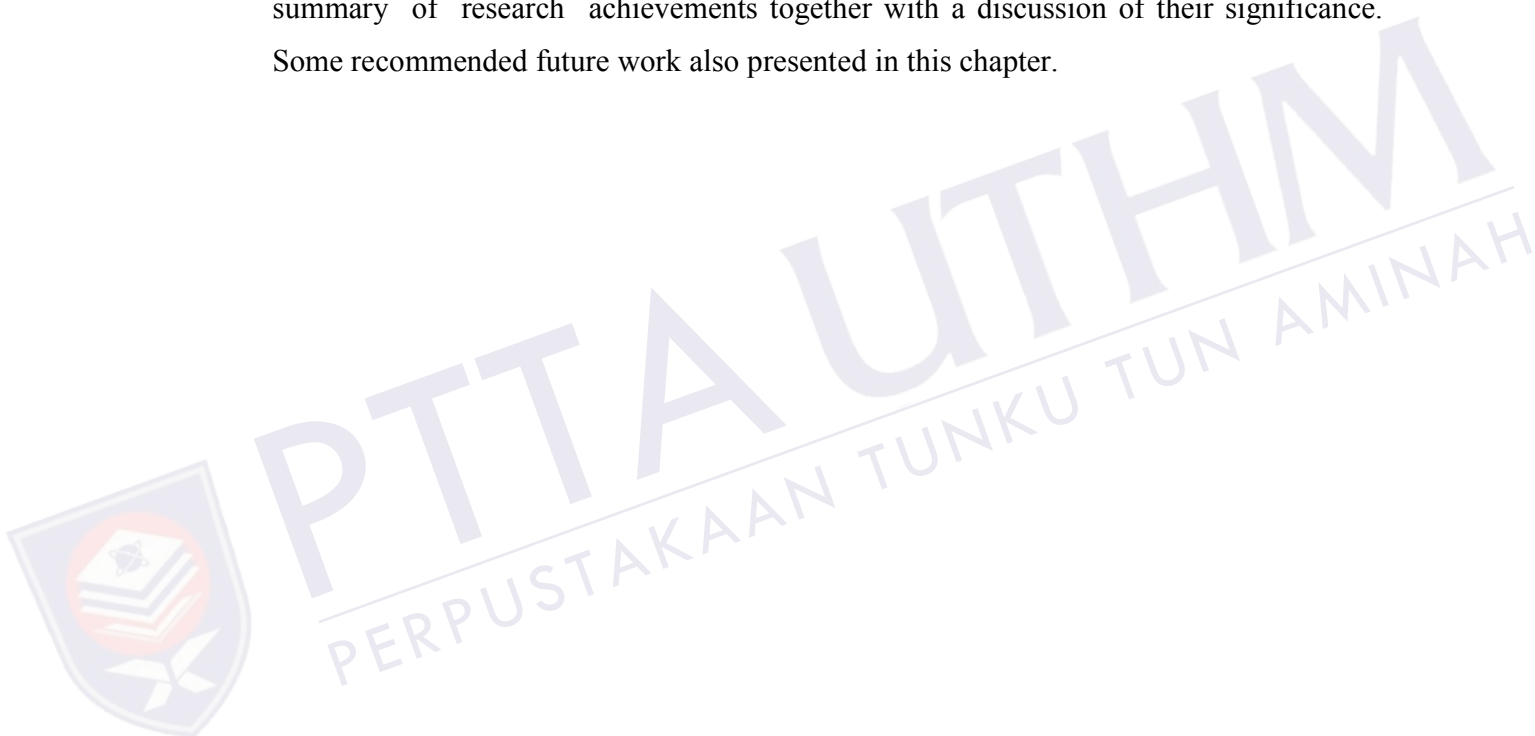 summary of research achievements together with a discussion of their significance.
Some recommended future work also presented in this chapter.
PTTA UTHM
PERPUSTAKAAN TUNKU TUN AMINAH